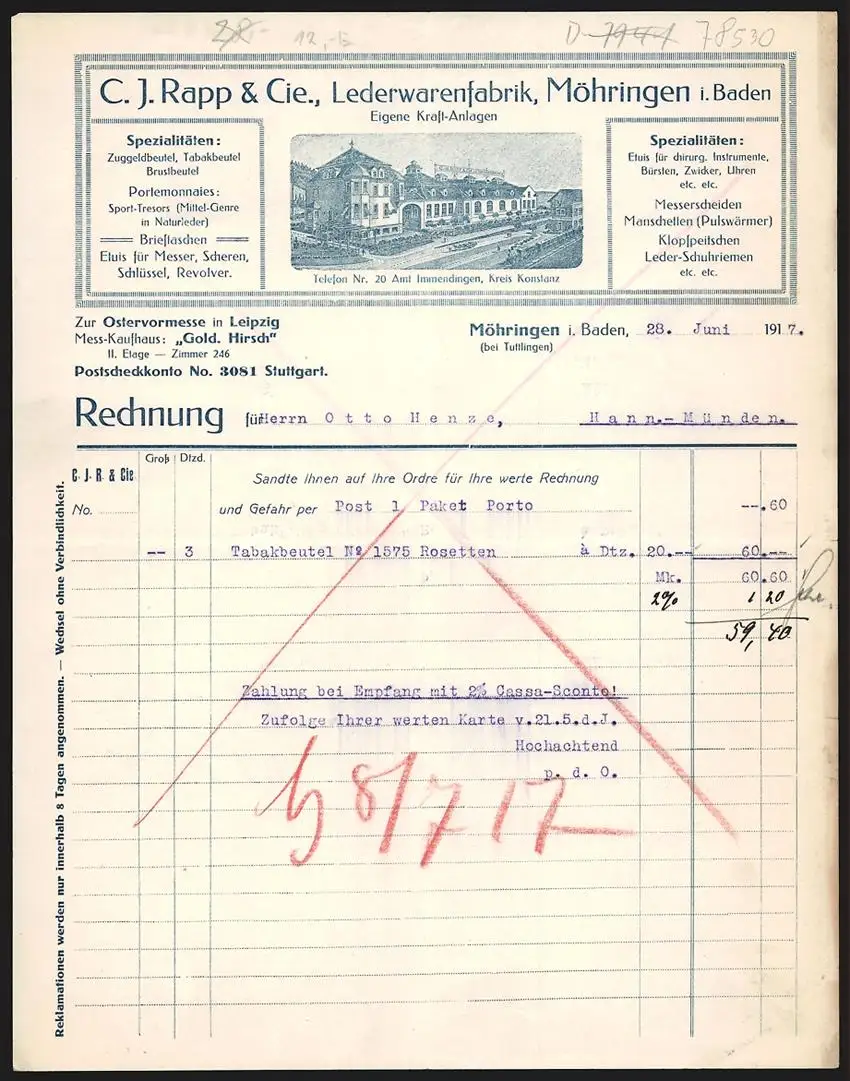 12,-
D- 7941 78530
C. J. Rapp & Cie., Lederwarenfabrik, Möhringen i. Baden
Eigene Kraft-Anlagen
Spezialitäten:
Zuggeldbeutel, Tabakbeutel
Brustbeutel
Portemonnaies:
Sport-Tresors (Mittel-Genre
in Naturleder)
Brieftaschen
Etuis für Messer, Scheren,
Schlüssel, Revolver.
Spezialitäten:
Etuis für chirurg. Instrumente,
Bürsten, Zwicker, Uhren
etc. etc.
Messerscheiden
Manschetten (Pulswärmer)
Klopfpeitschen
Leder-Schuhriemen
etc. etc.
Telefon Nr. 20 Amt Immendingen, Kreis Konstanz
Zur Ostervormesse in Leipzig
Mess-Kaufhaus: „Gold. Hirsch“
II. Etage — Zimmer 246
Postscheckkonto No. 3081 Stuttgart.
Möhringen i. Baden, 28. Juni 1917.
(bei Tuttlingen)
Rechnung für Herrn Otto Henze, Hann.-Münden.
Groß Dtzd.
C. J. R. & Cie
Sandte Ihnen auf Ihre Ordre für Ihre werte Rechnung
No. und Gefahr per Post 1 Paket Porto --.60
-- 3 Tabakbeutel № 1575 Rosetten à Dtz. 20.-- 60.--
Mk. 60.60
2% 1 20
59,40
Zahlung bei Empfang mit 2% Cassa-Sconto!
Zufolge Ihrer werten Karte v.21.5.d.J.
Hochachtend
p. d. O.
8/7 17
Reklamationen werden nur innerhalb 8 Tagen angenommen. — Wechsel ohne Verbindlichkeit.